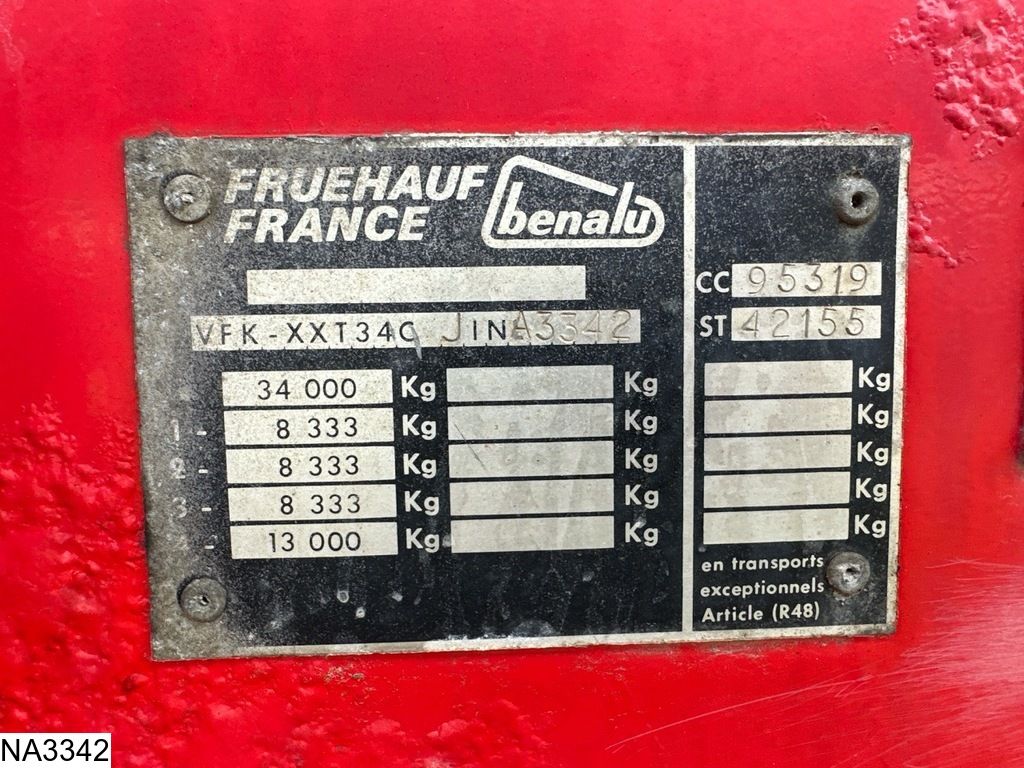 FRUEHAUF
FRANCE
benalu
VFK-XXT34C JINA3342
CC 95319
ST 42155
34 000 Kg Kg Kg
1- 8 333 Kg Kg Kg
2- 8 333 Kg Kg Kg
3- 8 333 Kg Kg Kg
- 13 000 Kg Kg Kg
en transports
exceptionnels
Article (R48)
NA3342